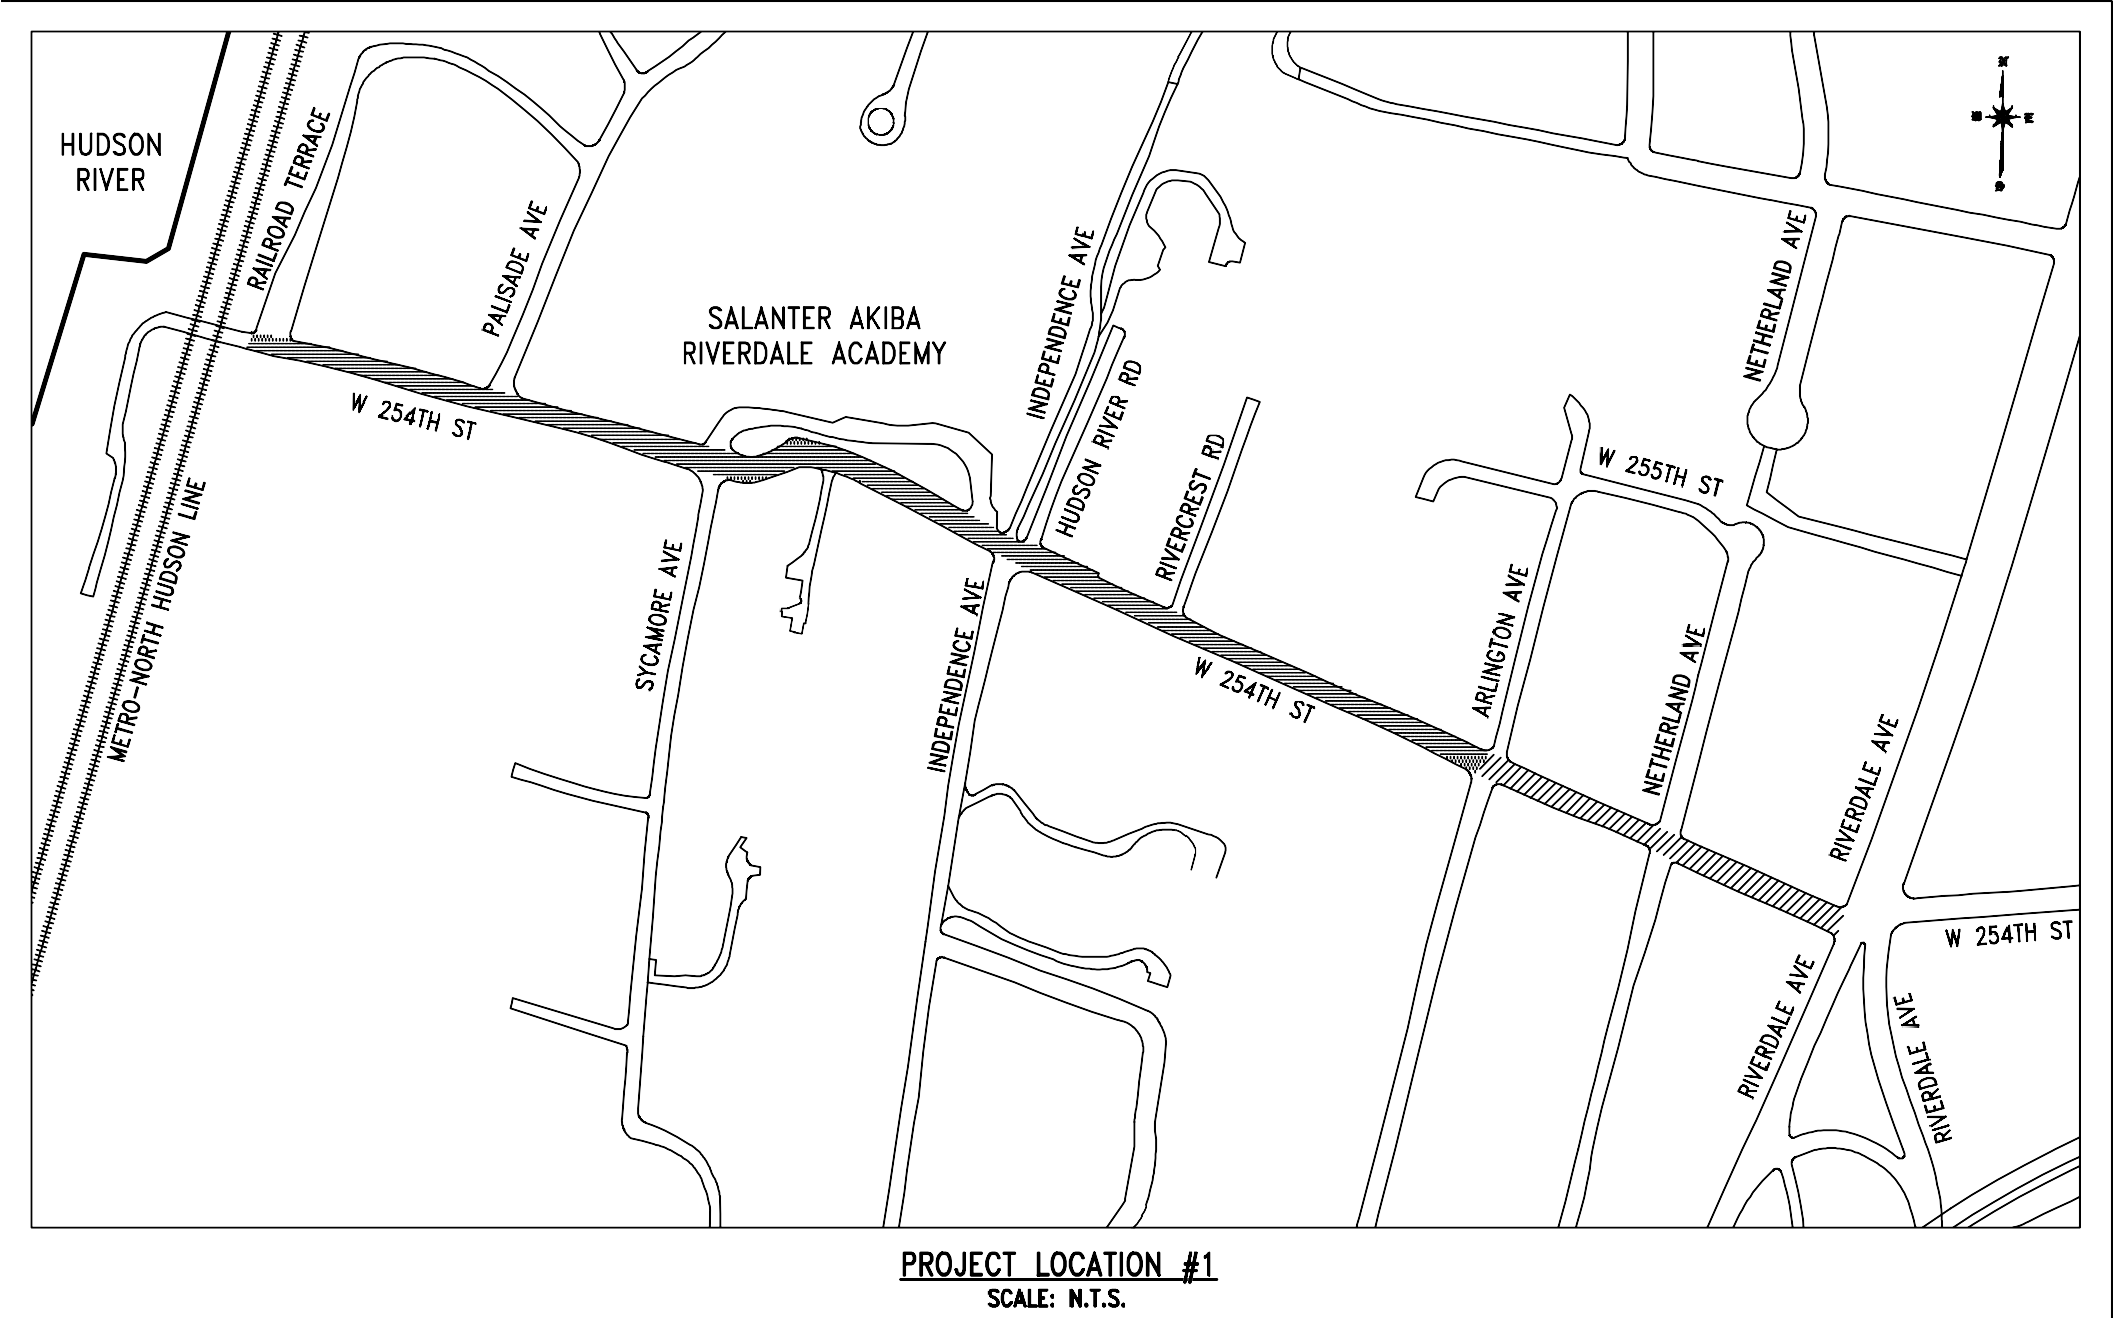 HUDSON
RIVER
RAILROAD TERRACE
PALISADE AVE
SALANTER AKIBA
RIVERDALE ACADEMY
INDEPENDENCE AVE
HUDSON RIVER RD
RIVERCREST RD
NETHERLAND AVE
W 255TH ST
W 254TH ST
METRO-NORTH HUDSON LINE
SYCAMORE AVE
INDEPENDENCE AVE
W 254TH ST
ARLINGTON AVE
NETHERLAND AVE
RIVERDALE AVE
W 254TH ST
RIVERDALE AVE
RIVERDALE AVE
PROJECT LOCATION #1
SCALE: N.T.S.